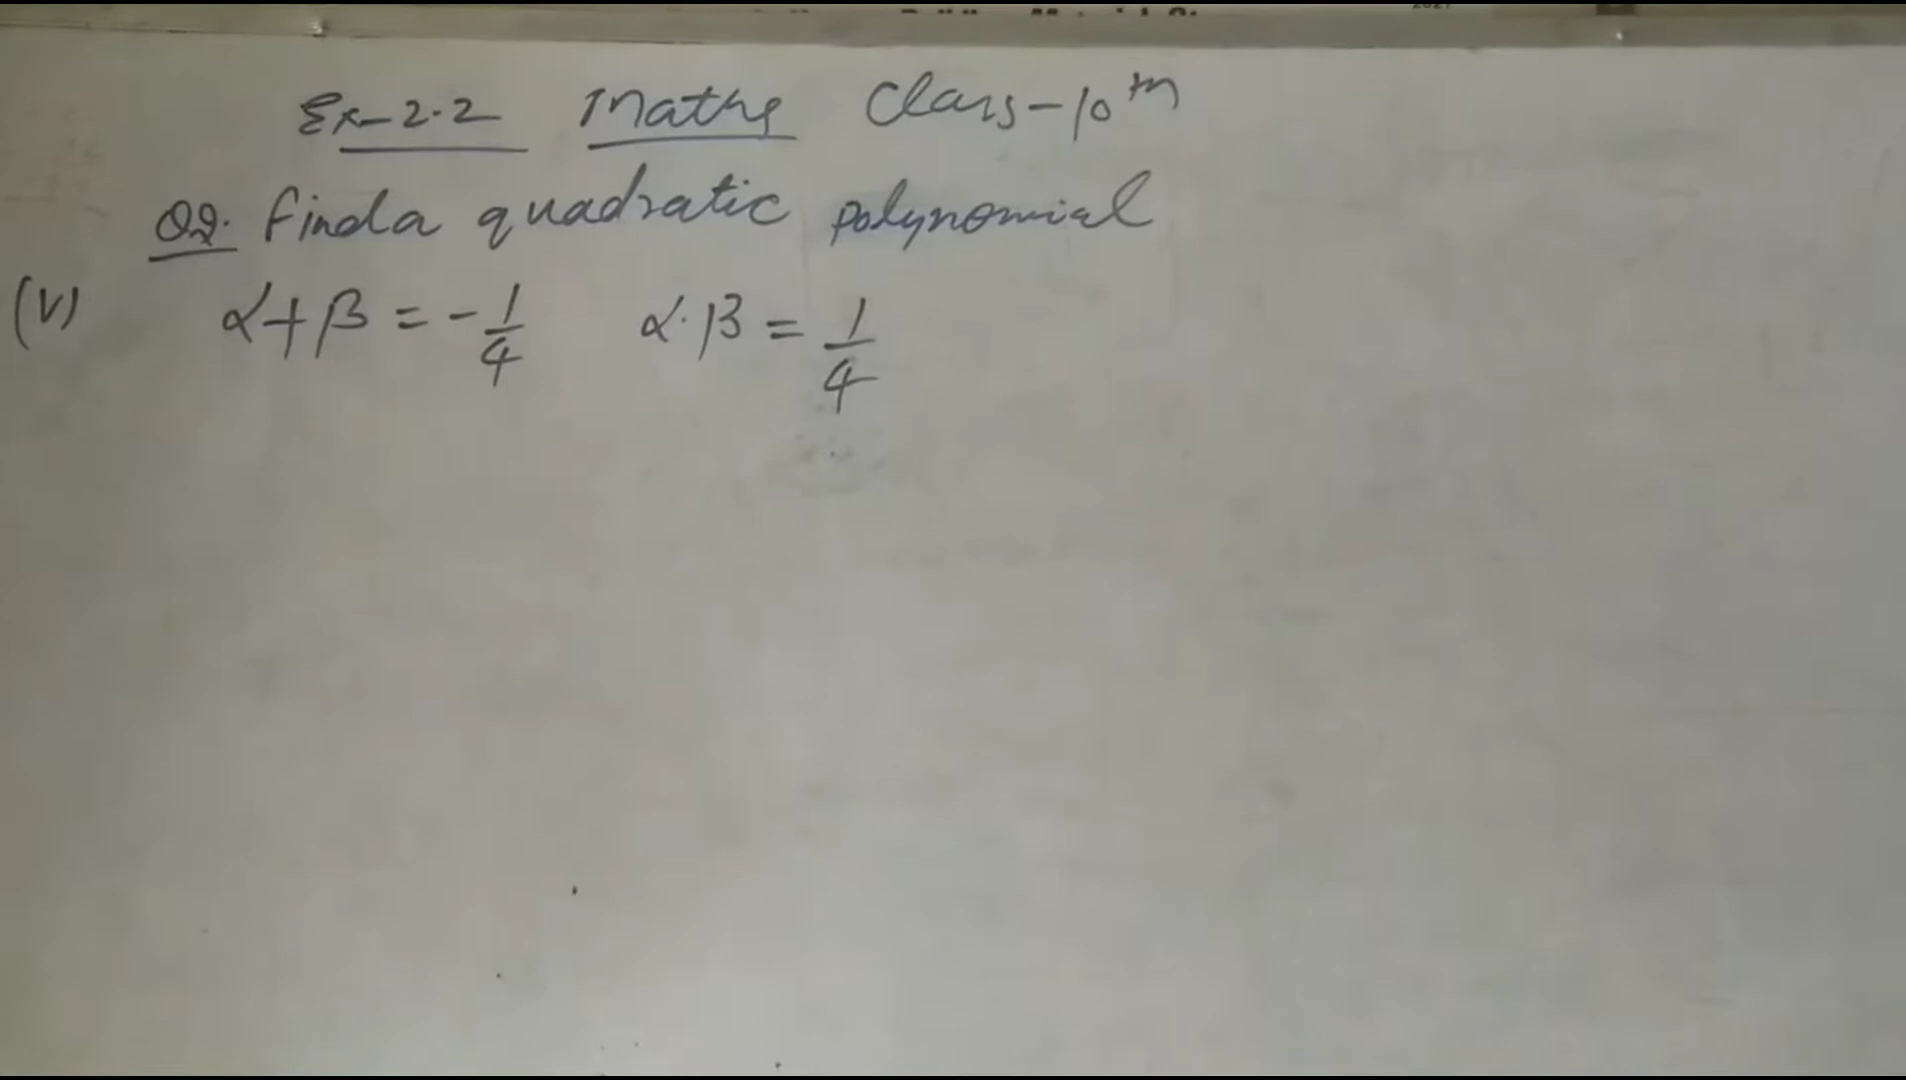 Ex-2.2 Maths Class-10th
Q2. Find a quadratic polynomial
(V) α+β = -1/4 α·β = 1/4